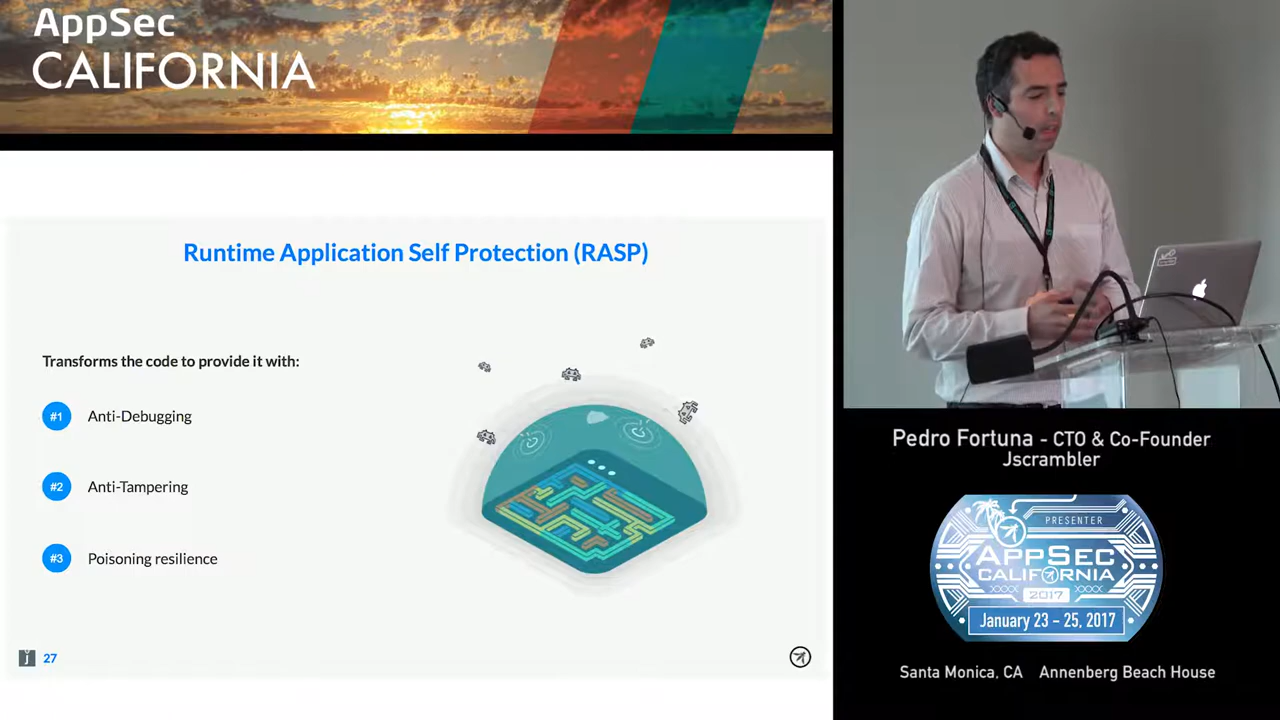 AppSec
CALIFORNIA
Runtime Application Self Protection (RASP)
Transforms the code to provide it with:
#1 Anti-Debugging
#2 Anti-Tampering
#3 Poisoning resilience
j 27
Pedro Fortuna - CTO & Co-Founder
Jscrambler
PRESENTER
APPSEC
CALIFORNIA
2017
January 23 – 25, 2017
Santa Monica, CA Annenberg Beach House